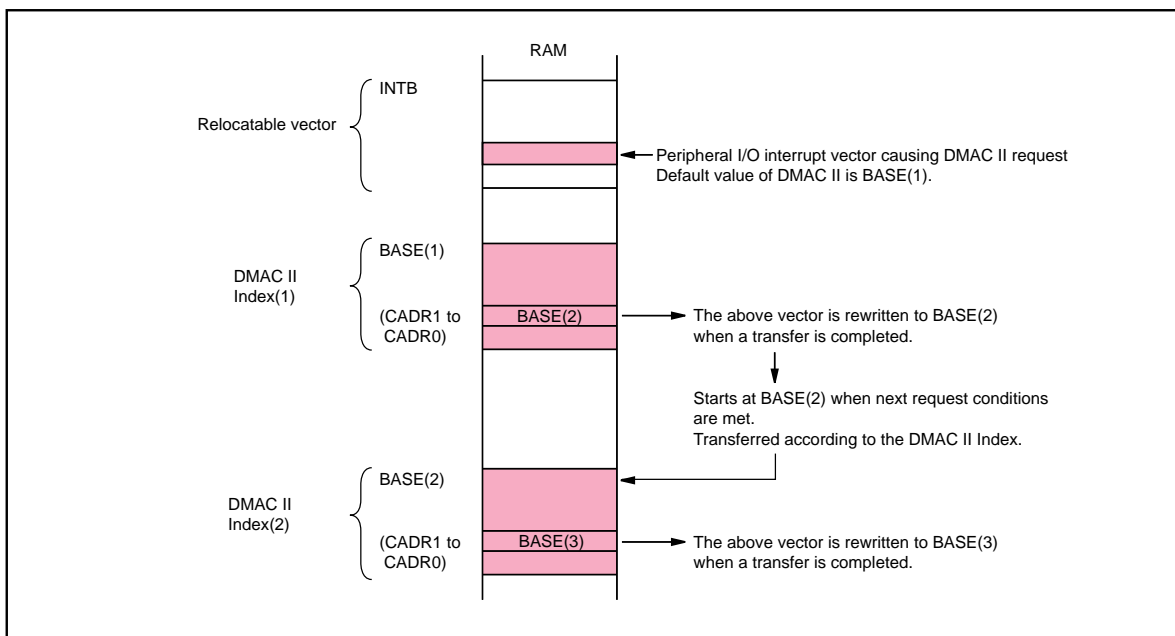 RAM
INTB
Relocatable vector
Peripheral I/O interrupt vector causing DMAC II request
Default value of DMAC II is BASE(1).
BASE(1)
DMAC II
Index(1)
(CADR1 to
CADR0)
BASE(2)
The above vector is rewritten to BASE(2)
when a transfer is completed.
Starts at BASE(2) when next request conditions
are met.
Transferred according to the DMAC II Index.
BASE(2)
DMAC II
Index(2)
(CADR1 to
CADR0)
BASE(3)
The above vector is rewritten to BASE(3)
when a transfer is completed.